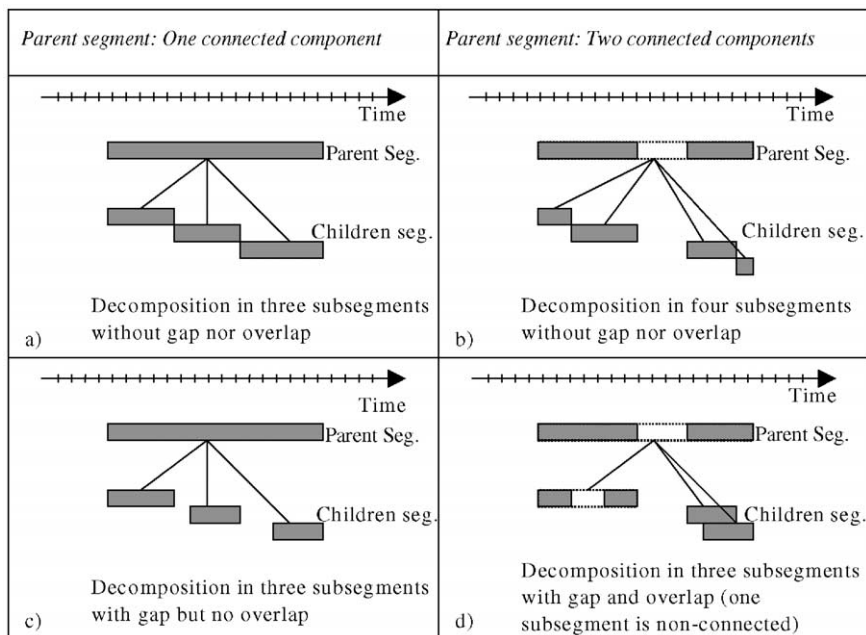 Parent segment: One connected component
Parent segment: Two connected components
Time
Parent Seg.
Children seg.
Decomposition in three subsegments
without gap nor overlap
a)
Time
Parent Seg.
Children seg.
Decomposition in four subsegments
without gap nor overlap
b)
Time
Parent Seg.
Children seg.
Decomposition in three subsegments
with gap but no overlap
c)
Time
Parent Seg.
Children seg.
Decomposition in three subsegments
with gap and overlap (one
subsegment is non-connected)
d)